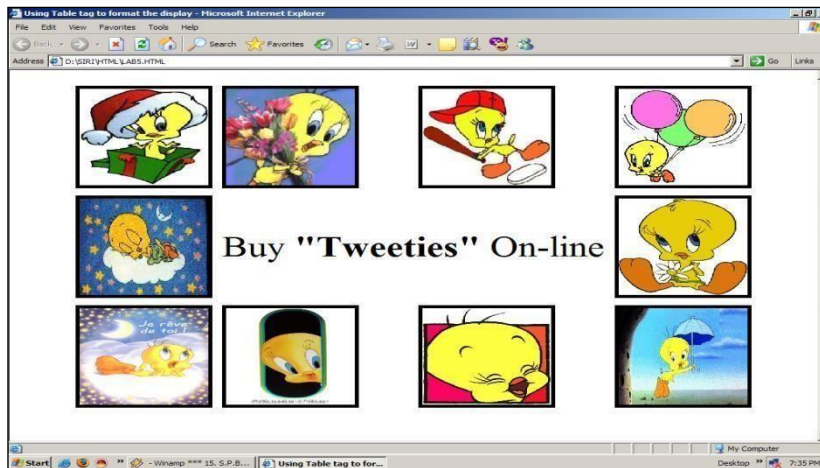 Using Table tag to format the display - Microsoft Internet Explorer
File Edit View Favorites Tools Help
Back Search Favorites
Address D:\SIRI\HTML\LAB5.HTML Go Links
Buy "Tweeties" On-line
Je rêve
de toi !
My Computer
Start - Winamp *** 15. S.P.B... Using Table tag to for... Desktop 7:35 PM